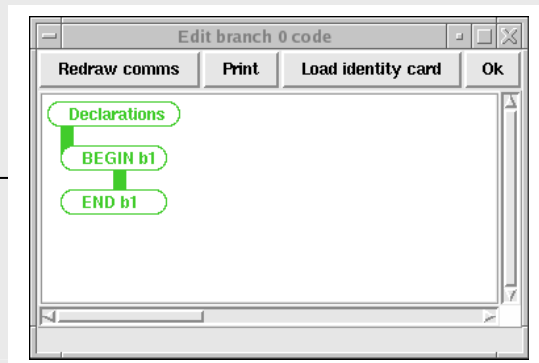 Edit branch 0 code
Redraw comms Print Load identity card Ok
Declarations
BEGIN b1
END b1